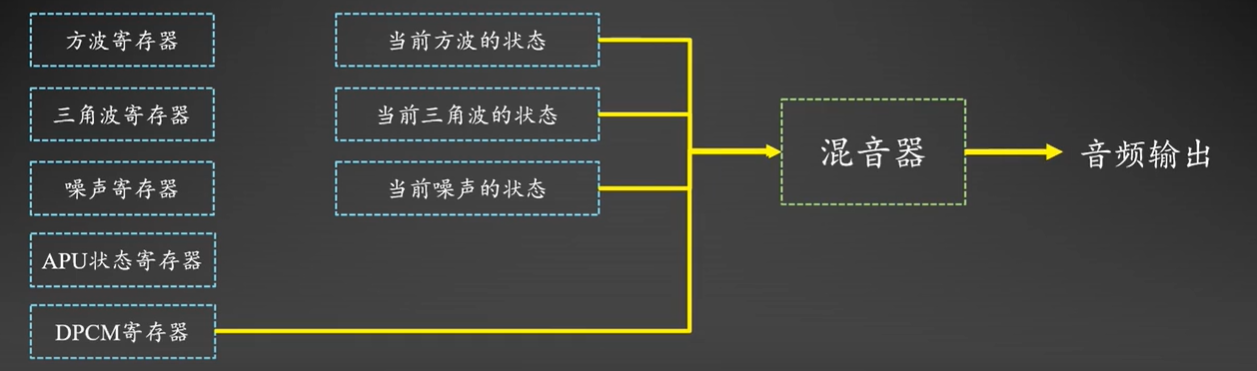 方波寄存器
当前方波的状态
三角波寄存器
当前三角波的状态
混音器
音频输出
噪声寄存器
当前噪声的状态
APU状态寄存器
DPCM寄存器